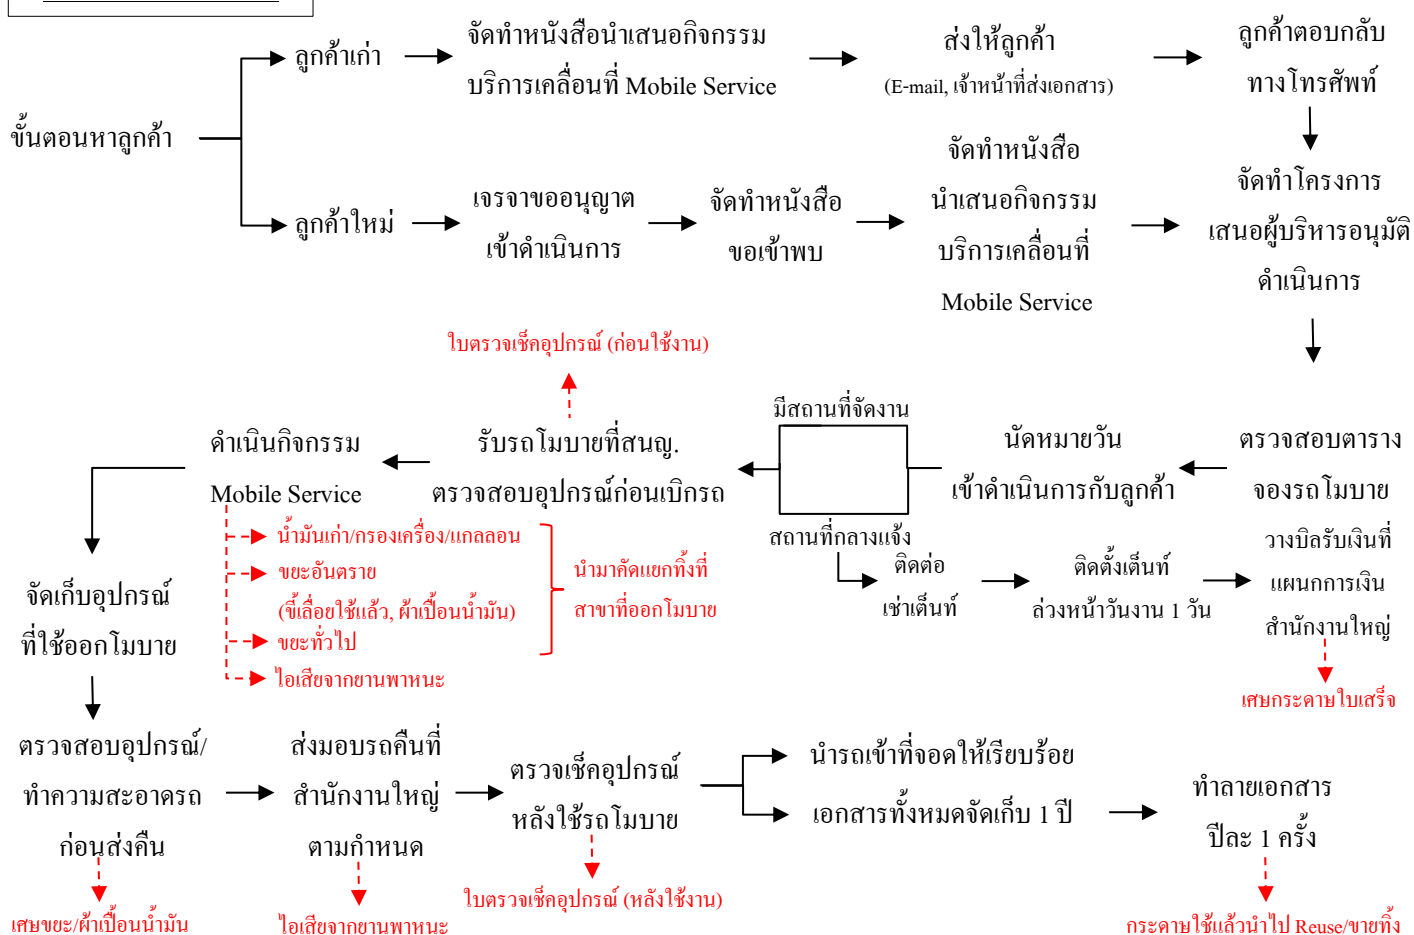 ขั้นตอนหาลูกค้า
ลูกค้าเก่า
จัดทำหนังสือนำเสนอกิจกรรม
บริการเคลื่อนที่ Mobile Service
ส่งให้ลูกค้า
(E-mail, เจ้าหน้าที่ส่งเอกสาร)
ลูกค้าตอบกลับ
ทางโทรศัพท์
ลูกค้าใหม่
เจรจาขออนุญาต
เข้าดำเนินการ
จัดทำหนังสือ
ขอเข้าพบ
จัดทำหนังสือ
นำเสนอกิจกรรม
บริการเคลื่อนที่
Mobile Service
จัดทำโครงการ
เสนอผู้บริหารอนุมัติ
ดำเนินการ
ตรวจสอบตาราง
จองรถโมบาย
นัดหมายวัน
เข้าดำเนินการกับลูกค้า
มีสถานที่จัดงาน
สถานที่กลางแจ้ง
ติดต่อ
เช่าเต็นท์
ติดตั้งเต็นท์
ล่วงหน้าวันงาน 1 วัน
วางบิลรับเงินที่
แผนกการเงิน
สำนักงานใหญ่
เศษกระดาษใบเสร็จ
ใบตรวจเช็คอุปกรณ์ (ก่อนใช้งาน)
รับรถโมบายที่สนญ.
ตรวจสอบอุปกรณ์ก่อนเบิกรถ
ดำเนินกิจกรรม
Mobile Service
น้ำมันเก่า/กรองเครื่อง/แกลลอน
ขยะอันตราย
(ขี้เลื่อยใช้แล้ว, ผ้าเปื้อนน้ำมัน)
ขยะทั่วไป
ไอเสียจากยานพาหนะ
นำมาคัดแยกทิ้งที่
สาขาที่ออกโมบาย
จัดเก็บอุปกรณ์
ที่ใช้ออกโมบาย
ตรวจสอบอุปกรณ์/
ทำความสะอาดรถ
ก่อนส่งคืน
เศษขยะ/ผ้าเปื้อนน้ำมัน
ส่งมอบรถคืนที่
สำนักงานใหญ่
ตามกำหนด
ไอเสียจากยานพาหนะ
ตรวจเช็คอุปกรณ์
หลังใช้รถโมบาย
ใบตรวจเช็คอุปกรณ์ (หลังใช้งาน)
นำรถเข้าที่จอดให้เรียบร้อย
เอกสารทั้งหมดจัดเก็บ 1 ปี
ทำลายเอกสาร
ปีละ 1 ครั้ง
กระดาษใช้แล้วนำไป Reuse/ขายทิ้ง